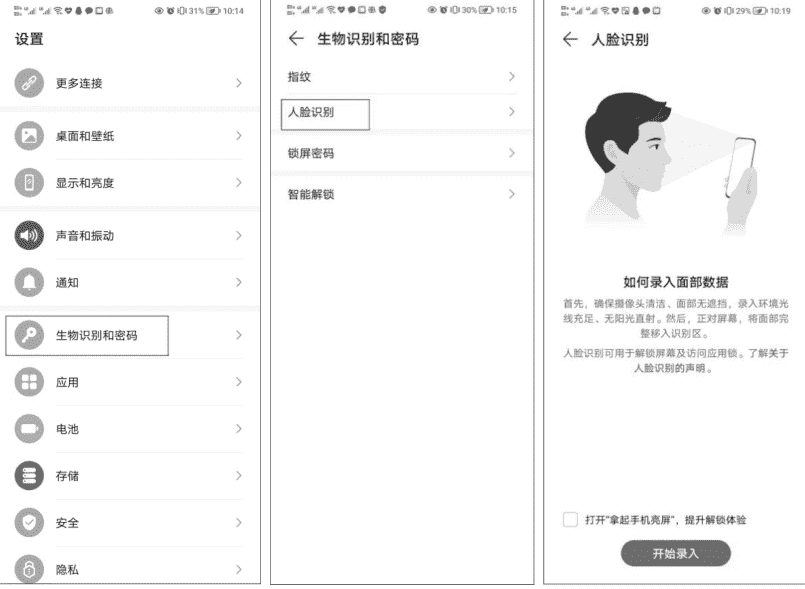 31% 10:14
设置
更多连接
桌面和壁纸
显示和亮度
声音和振动
通知
生物识别和密码
应用
电池
存储
安全
隐私
30% 10:15
生物识别和密码
指纹
人脸识别
锁屏密码
智能解锁
29% 10:19
人脸识别
如何录入面部数据
首先，确保摄像头清洁、面部无遮挡，录入环境光
线充足、无阳光直射。然后，正对屏幕，将面部完
整移入识别区。
人脸识别可用于解锁屏幕及访问应用锁。了解关于
人脸识别的声明。
打开“拿起手机亮屏”，提升解锁体验
开始录入